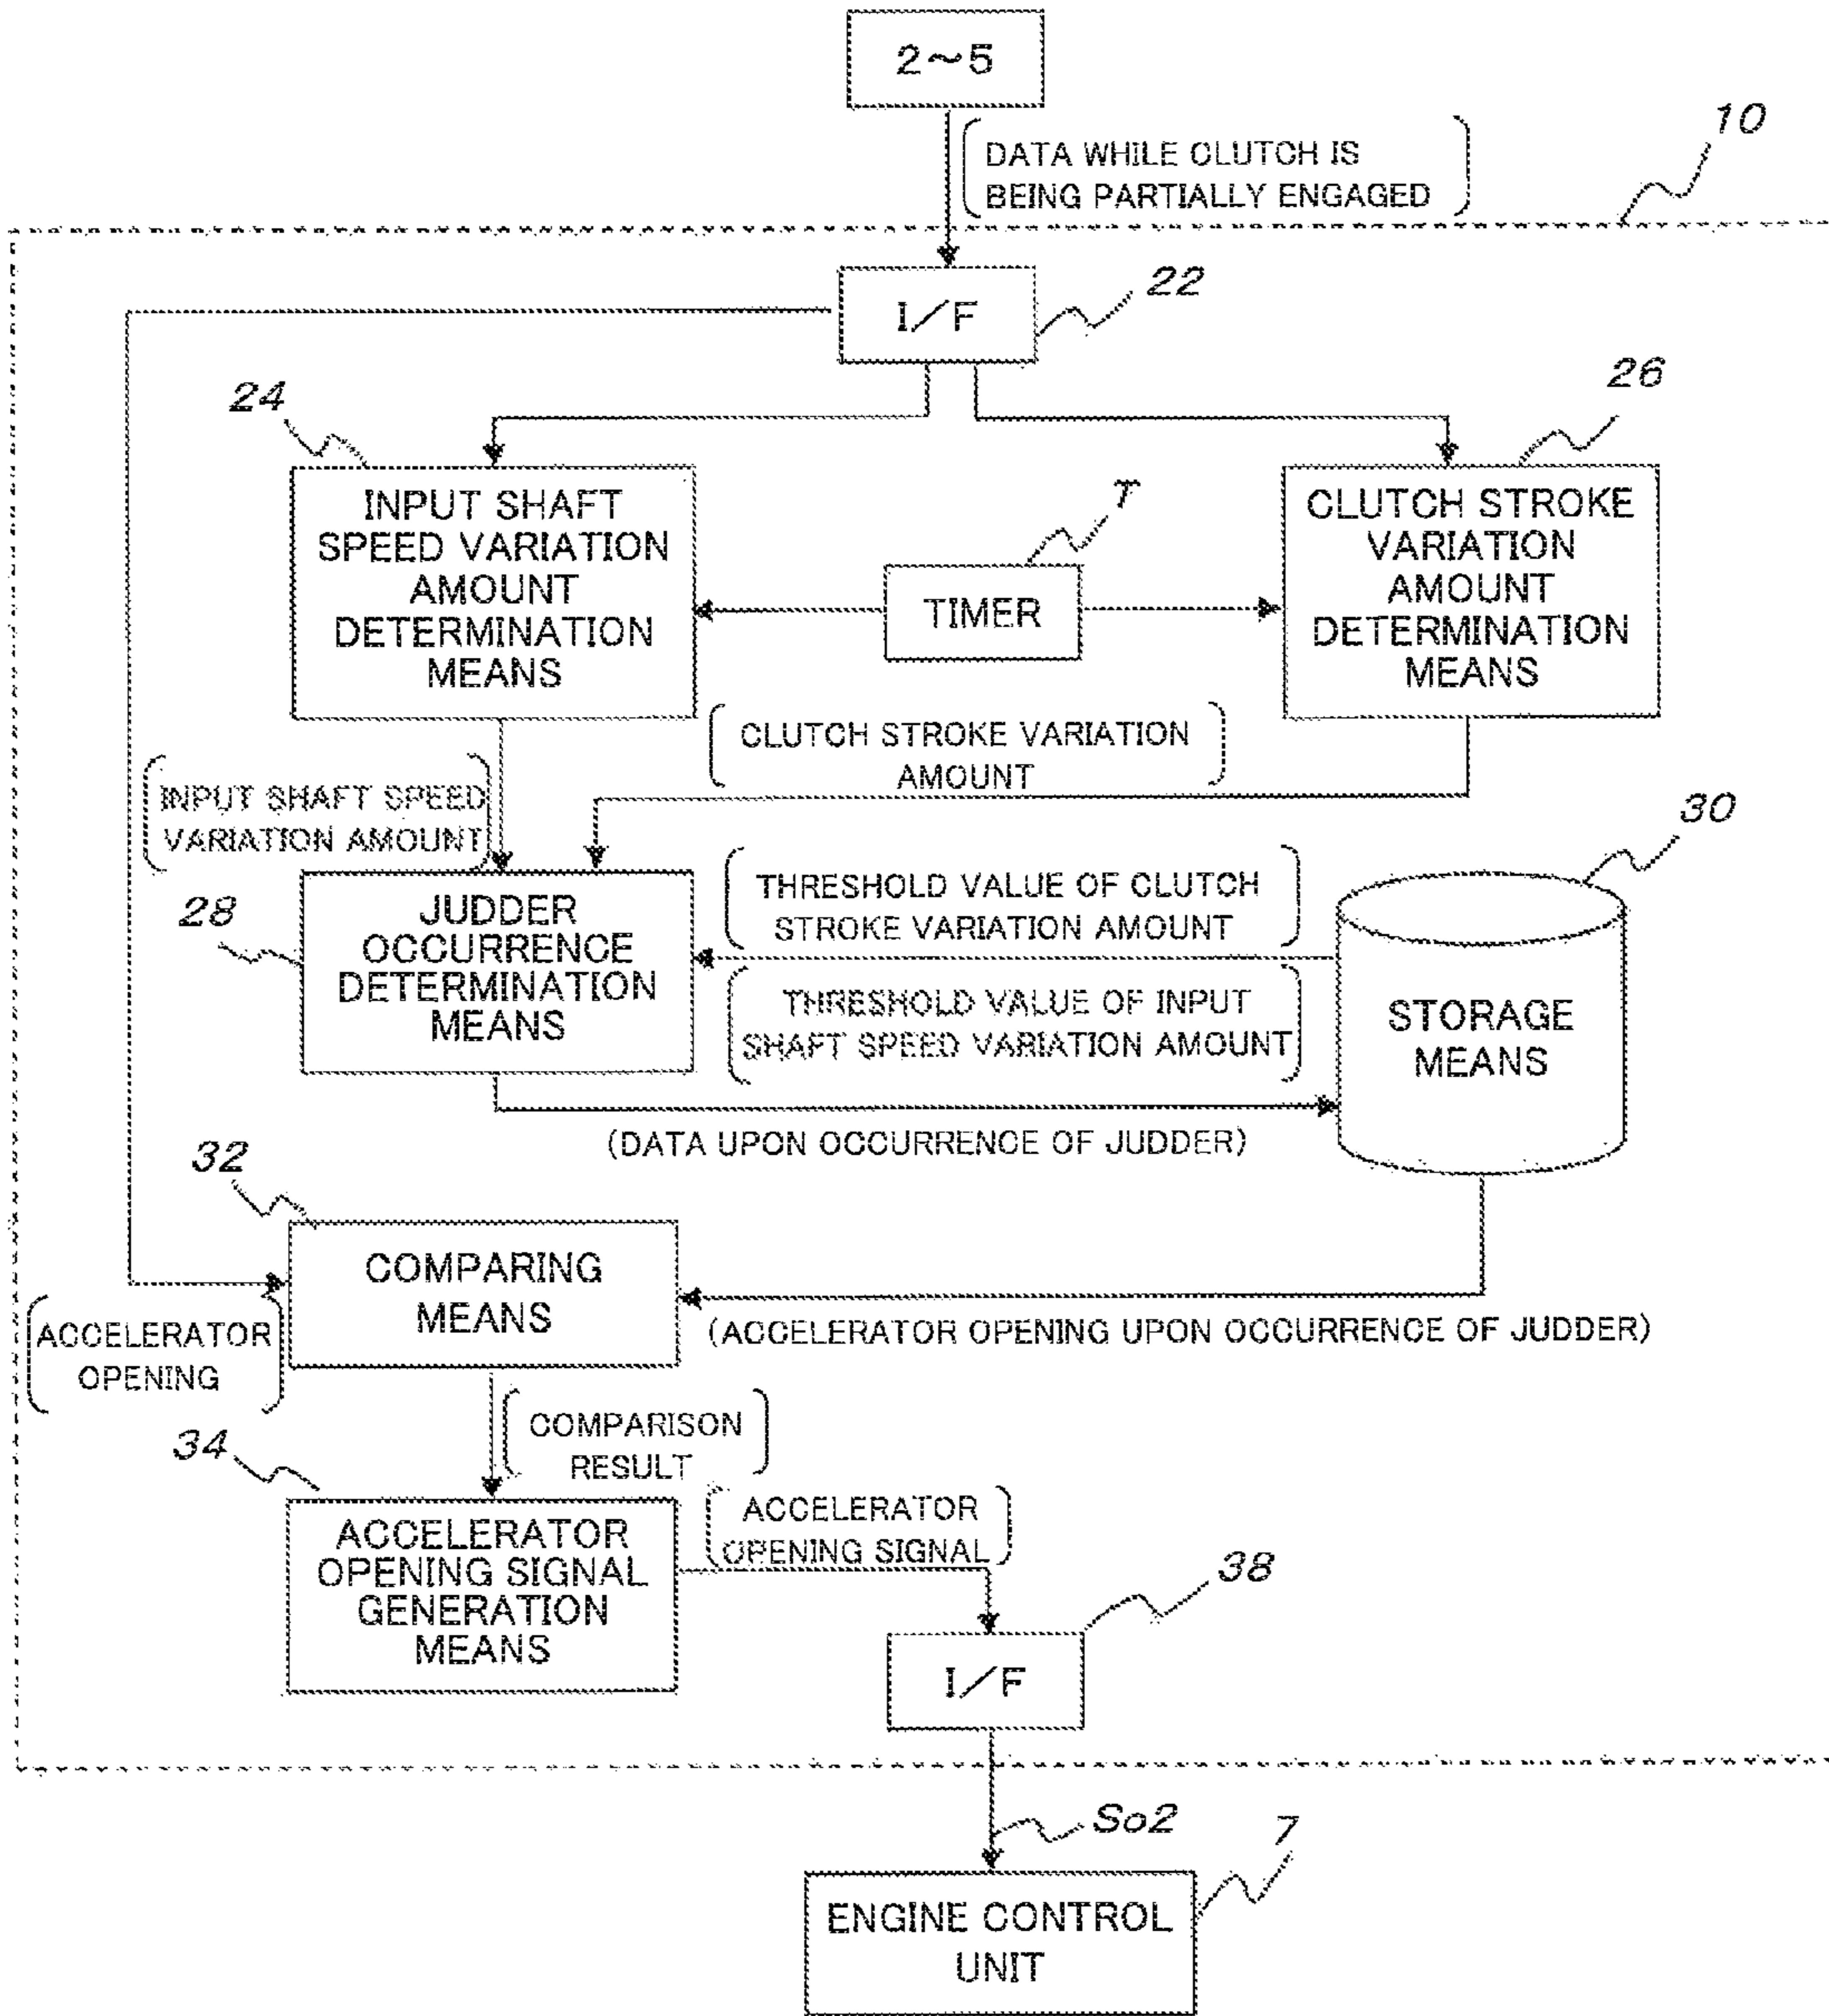 2～5
DATA WHILE CLUTCH IS
BEING PARTIALLY ENGAGED
10
I/F
22
24
26
INPUT SHAFT
SPEED VARIATION
AMOUNT
DETERMINATION
MEANS
T
TIMER
CLUTCH STROKE
VARIATION
AMOUNT
DETERMINATION
MEANS
CLUTCH STROKE VARIATION
AMOUNT
INPUT SHAFT SPEED
VARIATION AMOUNT
30
28
JUDDER
OCCURRENCE
DETERMINATION
MEANS
THRESHOLD VALUE OF CLUTCH
STROKE VARIATION AMOUNT
THRESHOLD VALUE OF INPUT
SHAFT SPEED VARIATION AMOUNT
STORAGE
MEANS
(DATA UPON OCCURRENCE OF JUDDER)
32
COMPARING
MEANS
(ACCELERATOR OPENING UPON OCCURRENCE OF JUDDER)
ACCELERATOR
OPENING
COMPARISON
RESULT
34
ACCELERATOR
OPENING SIGNAL
GENERATION
MEANS
ACCELERATOR
OPENING SIGNAL
38
I/F
So2
7
ENGINE CONTROL
UNIT